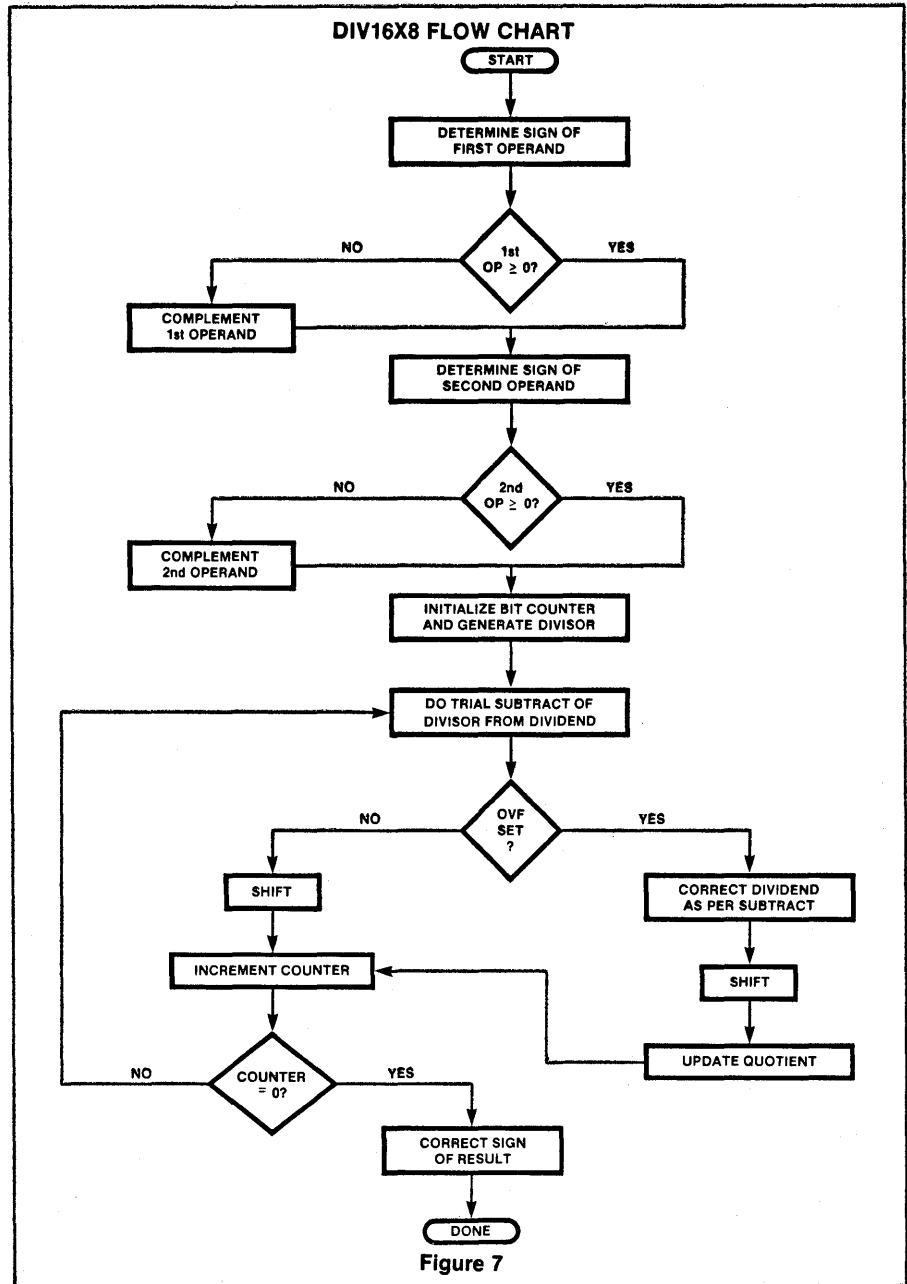 DIV16X8 FLOW CHART
START
DETERMINE SIGN OF
FIRST OPERAND
NO
1st
OP ≥ 0?
YES
COMPLEMENT
1st OPERAND
DETERMINE SIGN OF
SECOND OPERAND
NO
2nd
OP ≥ 0?
YES
COMPLEMENT
2nd OPERAND
INITIALIZE BIT COUNTER
AND GENERATE DIVISOR
DO TRIAL SUBTRACT OF
DIVISOR FROM DIVIDEND
NO
OVF
SET
?
YES
SHIFT
CORRECT DIVIDEND
AS PER SUBTRACT
INCREMENT COUNTER
SHIFT
UPDATE QUOTIENT
NO
COUNTER
= 0?
YES
CORRECT SIGN
OF RESULT
DONE
Figure 7